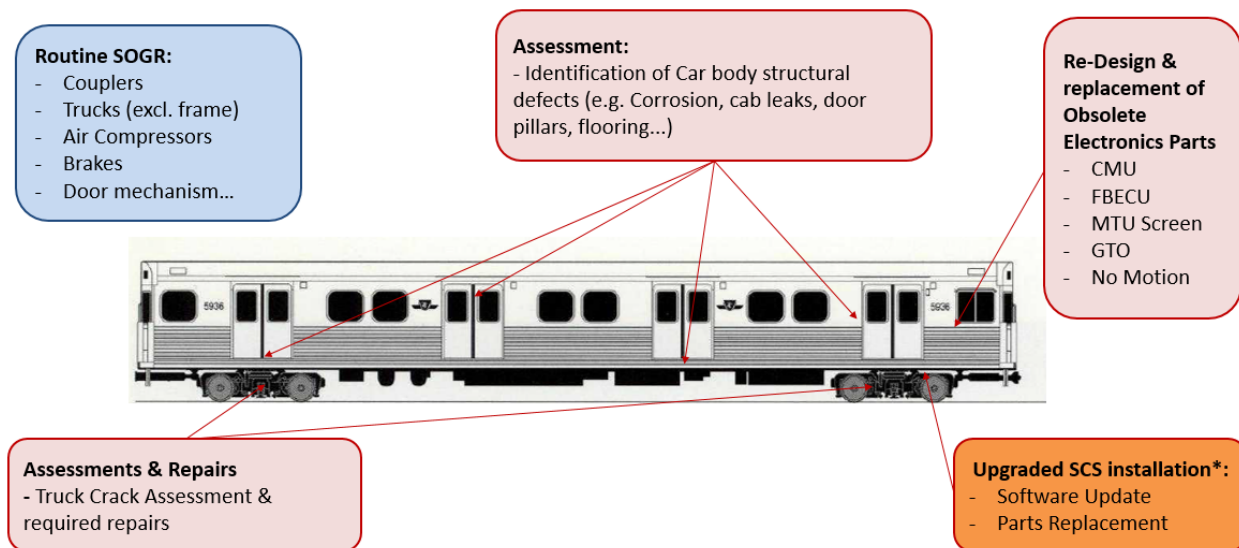 Routine SOGR:
- Couplers
- Trucks (excl. frame)
- Air Compressors
- Brakes
- Door mechanism...
Assessment:
- Identification of Car body structural
defects (e.g. Corrosion, cab leaks, door
pillars, flooring...)
Re-Design &
replacement of
Obsolete
Electronics Parts
- CMU
- FBECU
- MTU Screen
- GTO
- No Motion
5936
5936
Assessments & Repairs
- Truck Crack Assessment &
required repairs
Upgraded SCS installation*:
- Software Update
- Parts Replacement